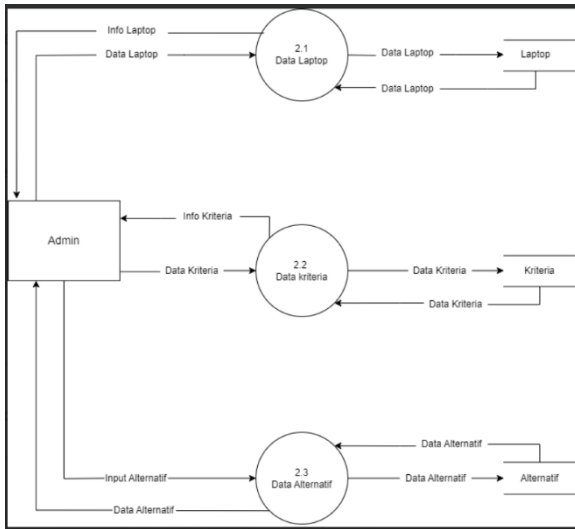 Info Laptop
2.1
Data Laptop
Data Laptop
Data Laptop
Laptop
Data Laptop
Info Kriteria
Admin
2.2
Data kriteria
Data Kriteria
Data Kriteria
Kriteria
Data Kriteria
Data Alternatif
2.3
Data Alternatif
Input Alternatif
Data Alternatif
Alternatif
Data Alternatif